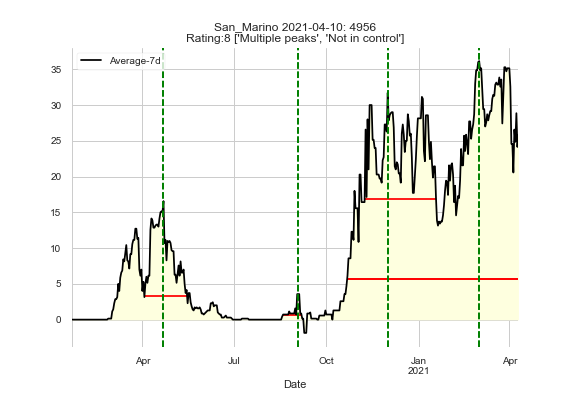 San_Marino 2021-04-10: 4956
Rating:8 ['Multiple peaks', 'Not in control']
Average-7d
35
30
25
20
15
10
5
0
Apr
Jul
Oct
Jan
2021
Apr
Date